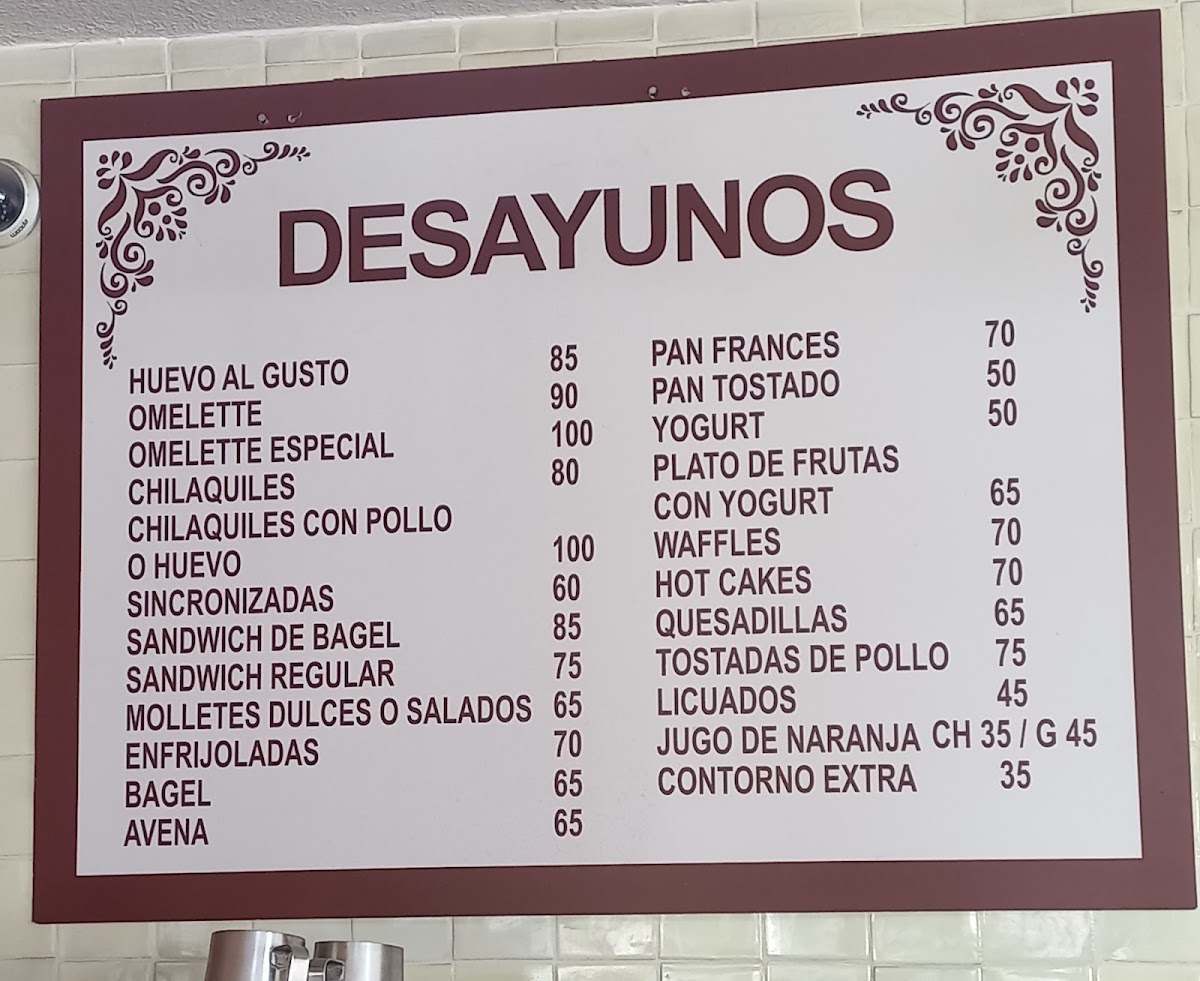 DESAYUNOS
HUEVO AL GUSTO 85
OMELETTE 90
OMELETTE ESPECIAL 100
CHILAQUILES 80
CHILAQUILES CON POLLO
O HUEVO 100
SINCRONIZADAS 60
SANDWICH DE BAGEL 85
SANDWICH REGULAR 75
MOLLETES DULCES O SALADOS 65
ENFRIJOLADAS 70
BAGEL 65
AVENA 65
PAN FRANCES 70
PAN TOSTADO 50
YOGURT 50
PLATO DE FRUTAS
CON YOGURT 65
WAFFLES 70
HOT CAKES 70
QUESADILLAS 65
TOSTADAS DE POLLO 75
LICUADOS 45
JUGO DE NARANJA CH 35 / G 45
CONTORNO EXTRA 35